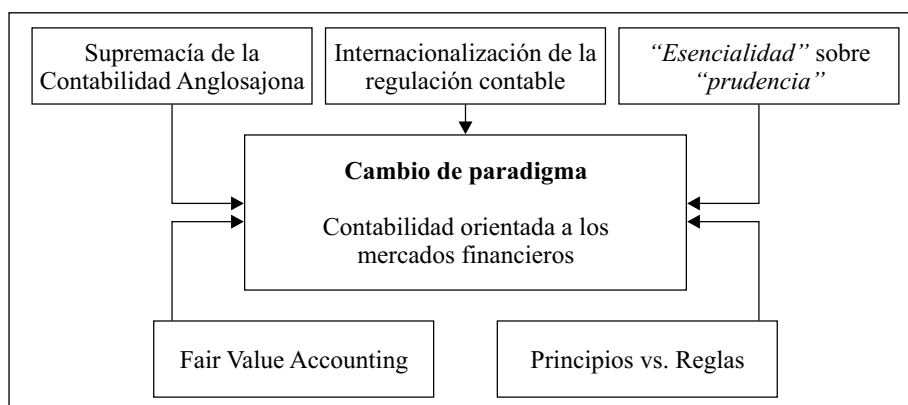 Supremacía de la
Contabilidad Anglosajona
Internacionalización de la
regulación contable
“Esencialidad” sobre
“prudencia”
Cambio de paradigma
Contabilidad orientada a los
mercados financieros
Fair Value Accounting
Principios vs. Reglas